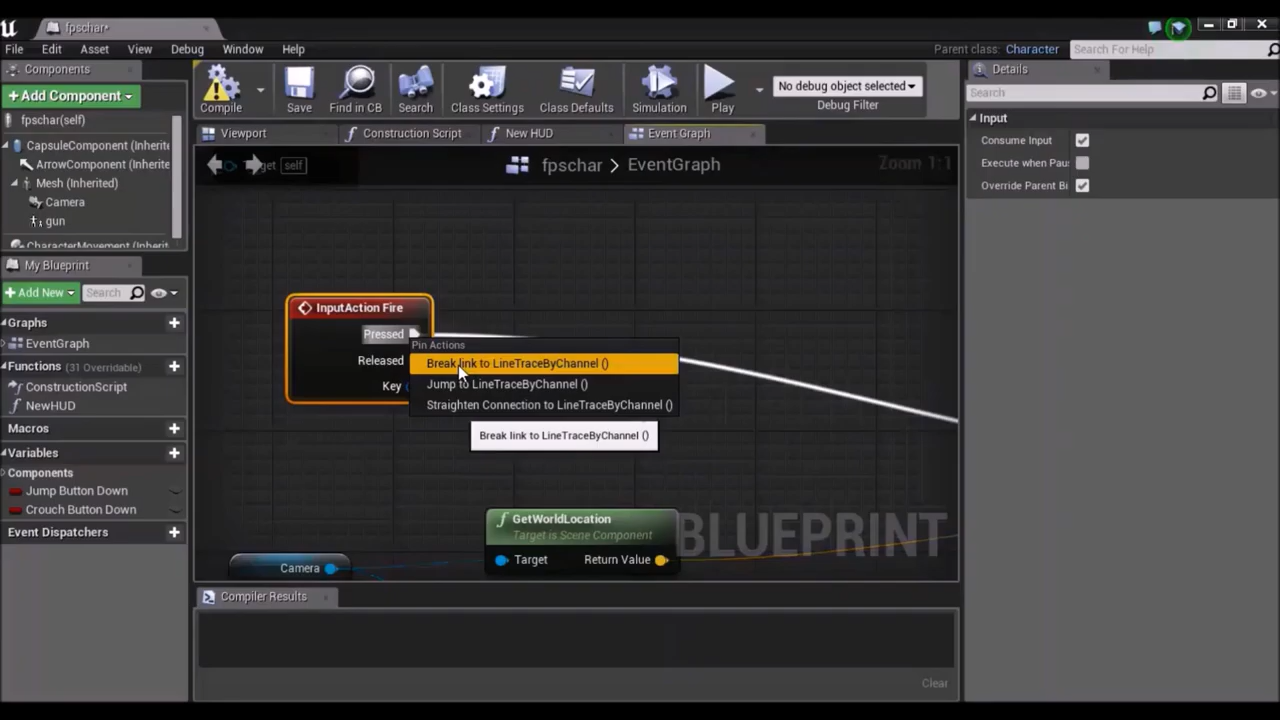 fpschar*
File Edit Asset View Debug Window Help
Parent class: Character
Search For Help
Components
+Add Component
fpschar(self)
CapsuleComponent (Inherite
ArrowComponent (Inherite
Mesh (Inherited)
Camera
gun
CharacterMovement (Inherit
My Blueprint
+Add New
Search
Graphs
EventGraph
Functions (31 Overridable)
ConstructionScript
NewHUD
Macros
Variables
Components
Jump Button Down
Crouch Button Down
Event Dispatchers
Compile
Save
Find in CB
Search
Class Settings
Class Defaults
Simulation
Play
No debug object selected
Debug Filter
Viewport
Construction Script
New HUD
Event Graph
Target self
fpschar > EventGraph
Zoom 1:1
InputAction Fire
Pressed
Released
Key
Pin Actions
Break link to LineTraceByChannel ()
Jump to LineTraceByChannel ()
Straighten Connection to LineTraceByChannel ()
Break link to LineTraceByChannel ()
f GetWorldLocation
Target is Scene Component
Target
Return Value
Camera
BLUEPRINT
Compiler Results
Clear
Details
Search
Input
Consume Input
Execute when Paus
Override Parent Bi